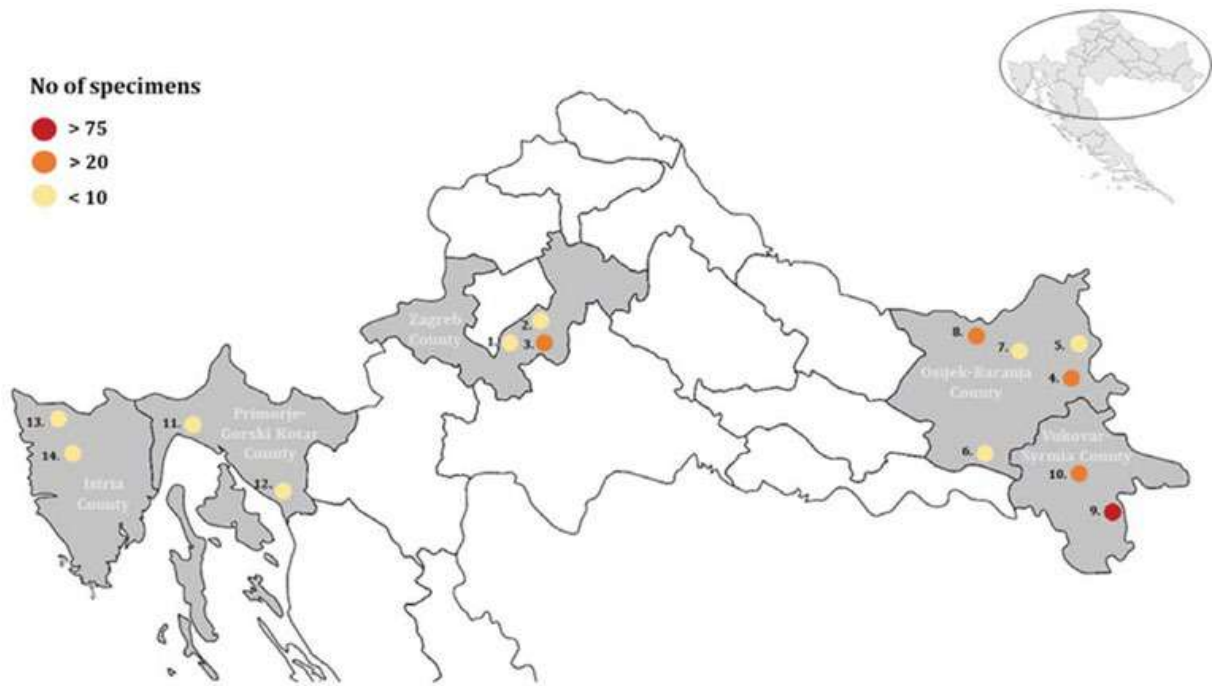 No of specimens
> 75
> 20
< 10
Zagreb
County
1.
2.
3.
8.
7.
5.
4.
Osijek-Baranja
County
6.
Vukovar-
Syrmia County
10.
9.
13.
14.
Istria
County
11.
Primorje-
Gorski Kotar
County
12.